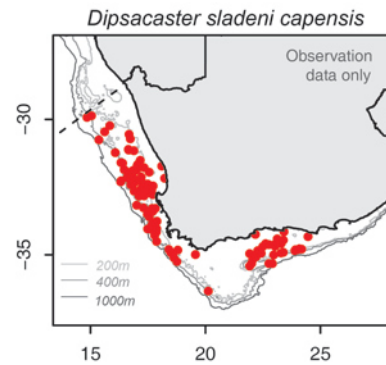 Dipsacaster sladeni capensis
Observation
data only
−30
−35
200m
400m
1000m
15
20
25